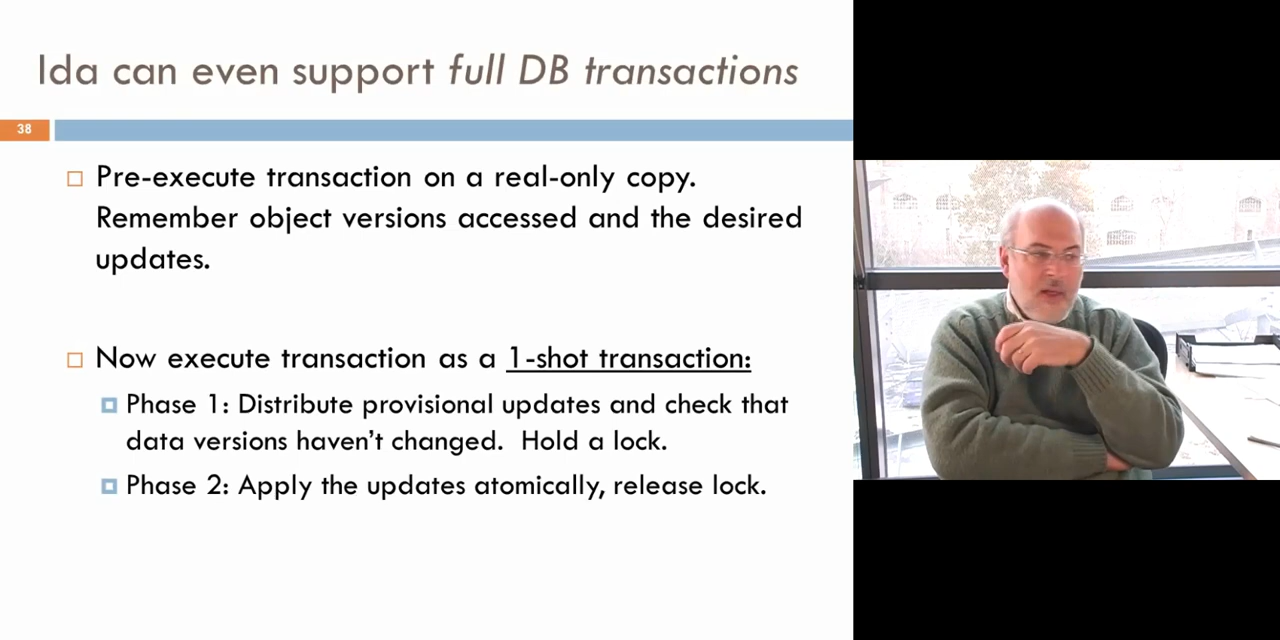 Ida can even support full DB transactions
38
Pre-execute transaction on a real-only copy.
Remember object versions accessed and the desired
updates.
Now execute transaction as a 1-shot transaction:
Phase 1: Distribute provisional updates and check that
data versions haven't changed. Hold a lock.
Phase 2: Apply the updates atomically, release lock.